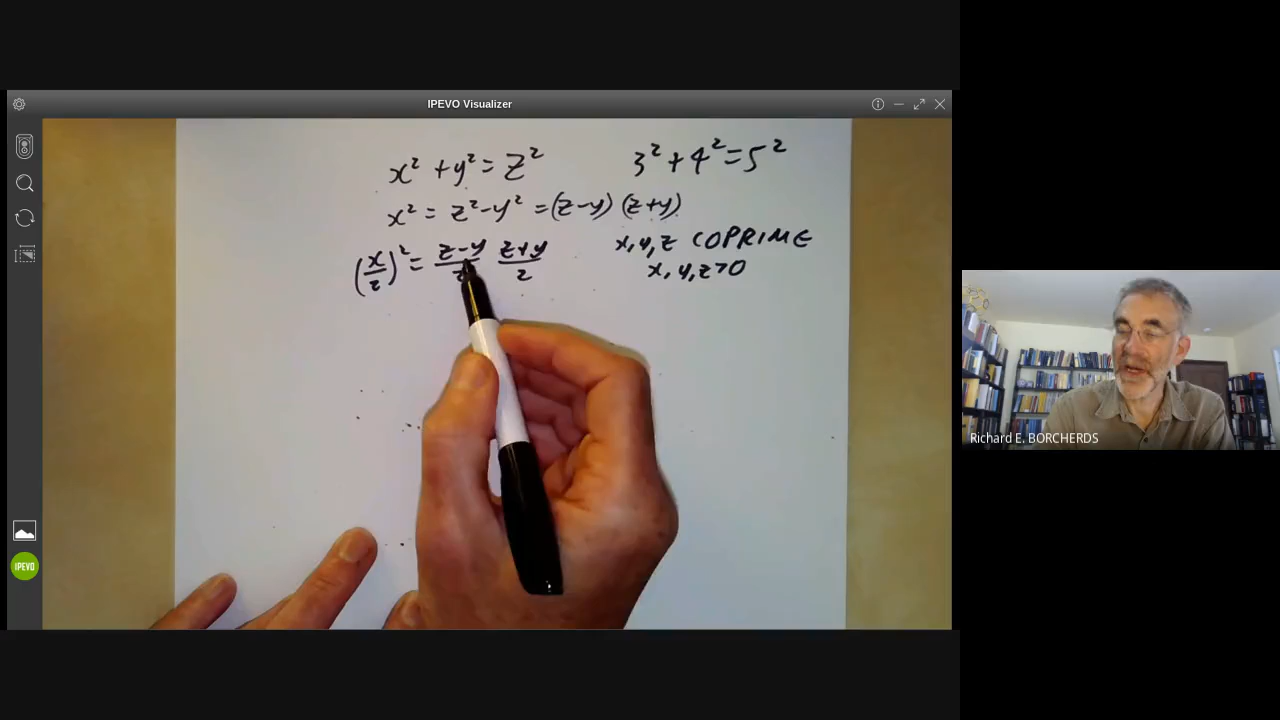 IPEVO Visualizer
x² + y² = z² 3² + 4² = 5²
x² = z² - y² = (z-y) (z+y)
x, y, z COPRIME
(x/2)² = z-y/2 z+y/2
x, y, z > 0
IPEVO
Richard E. BORCHERDS